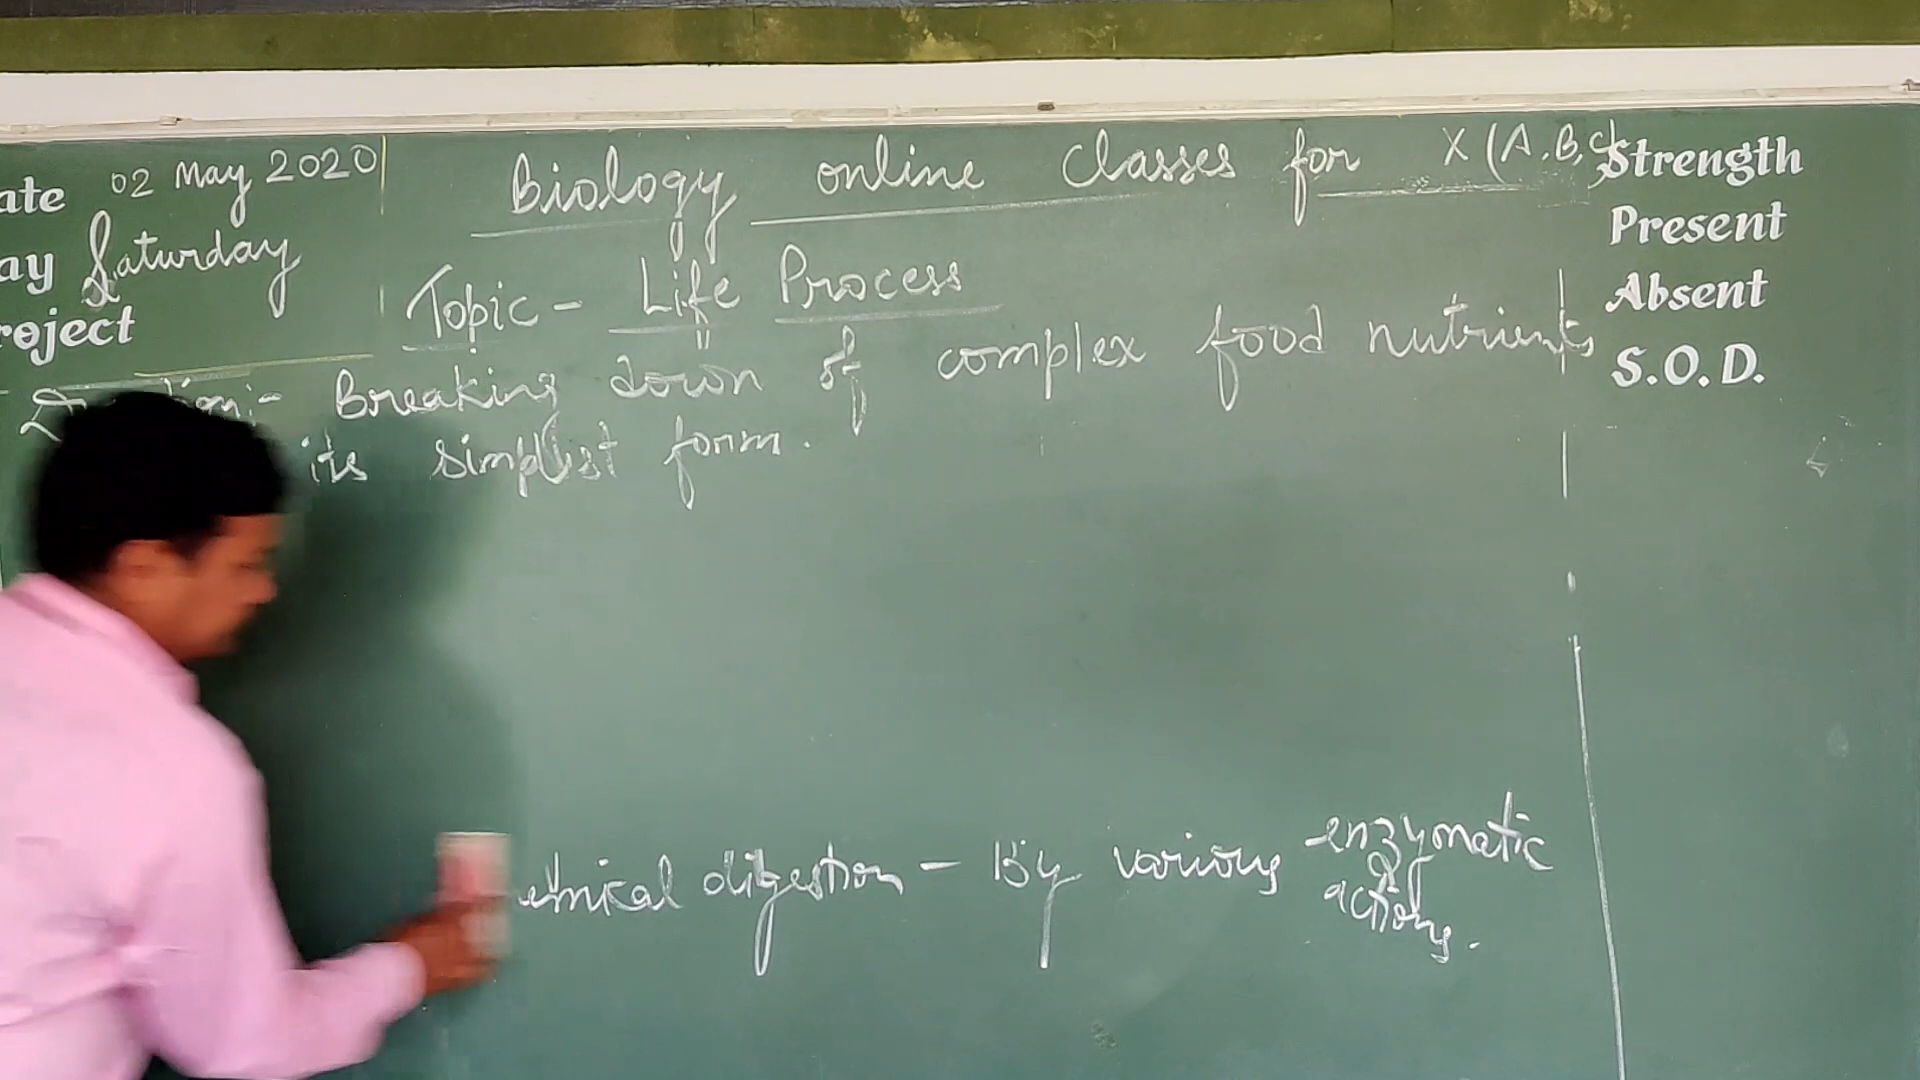 ate 02 May 2020
ay Saturday
roject
Biology online classes for X (A, B, C)
Topic - Life Process
Breaking down of complex food nutrients
its simplest form.
emical digestion - By various enzymatic
actions.
Strength
Present
Absent
S.O.D.